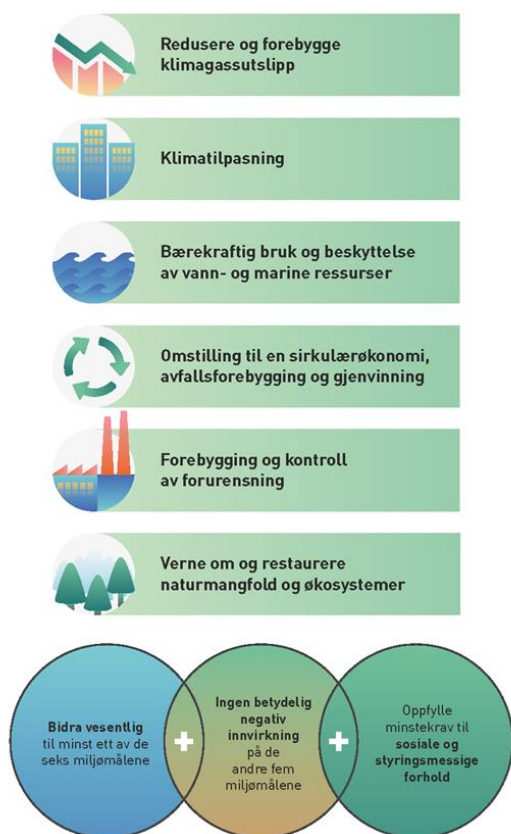 Redusere og forebygge
klimagassutslipp
Klimatilpasning
Bærekraftig bruk og beskyttelse
av vann- og marine ressurser
Omstilling til en sirkulærøkonomi,
avfallsforebygging og gjenvinning
Forebygging og kontroll
av forurensning
Verne om og restaurere
naturmangfold og økosystemer
Bidra vesentlig
til minst ett av de
seks miljømålene
+
Ingen betydelig
negativ
innvirkning
på de
andre fem
miljømålene
+
Oppfylle
minstekrav til
sosiale og
styringsmessige
forhold